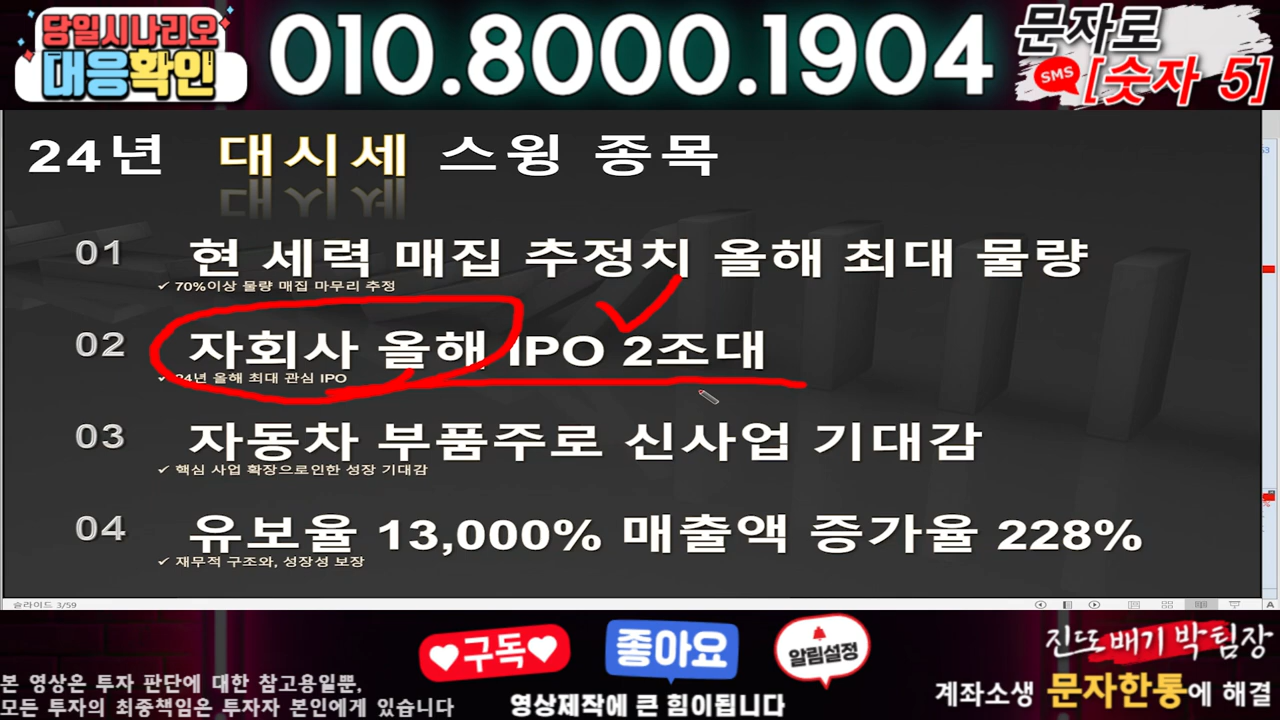 당일시나리오
대응확인
010.8000.1904
문자로
SMS [숫자 5]
24년 대시세 스윙 종목
01 현 세력 매집 추정치 올해 최대 물량
✓ 70%이상 물량 매집 마무리 추정
02 자회사 올해 IPO 2조대
✓ 24년 올해 최대 관심 IPO
03 자동차 부품주로 신사업 기대감
✓ 핵심 사업 확장으로인한 성장 기대감
04 유보율 13,000% 매출액 증가율 228%
✓ 재무적 구조와, 성장성 보장
슬라이드 3/59
구독
좋아요
알림설정
영상제작에 큰 힘이됩니다
본 영상은 투자 판단에 대한 참고용일뿐,
모든 투자의 최종책임은 투자자 본인에게 있습니다
진또배기 박팀장
계좌소생 문자한통에 해결